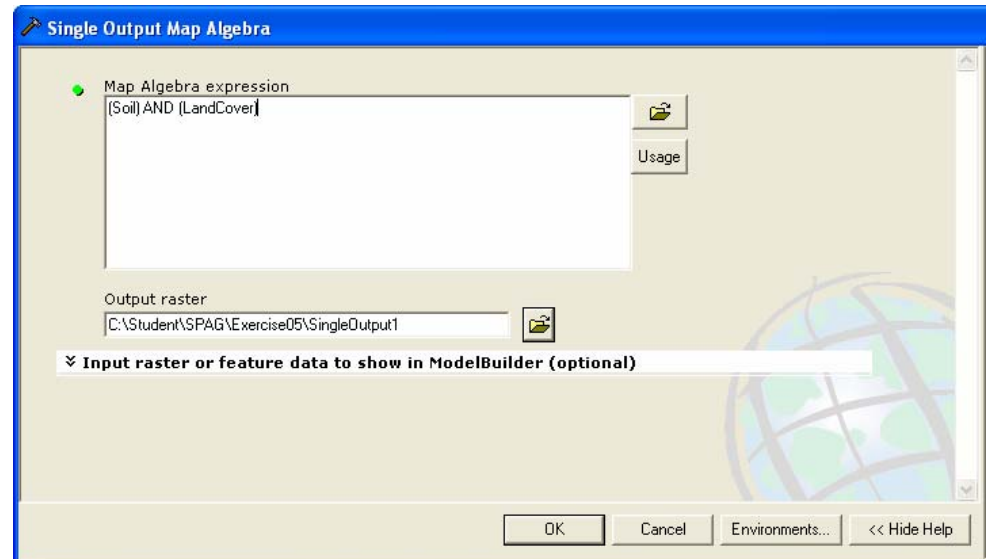 Single Output Map Algebra
Map Algebra expression
(Soil) AND (LandCover)
Usage
Output raster
C:\Student\SPAG\Exercise05\SingleOutput1
Input raster or feature data to show in ModelBuilder (optional)
OK Cancel Environments... << Hide Help